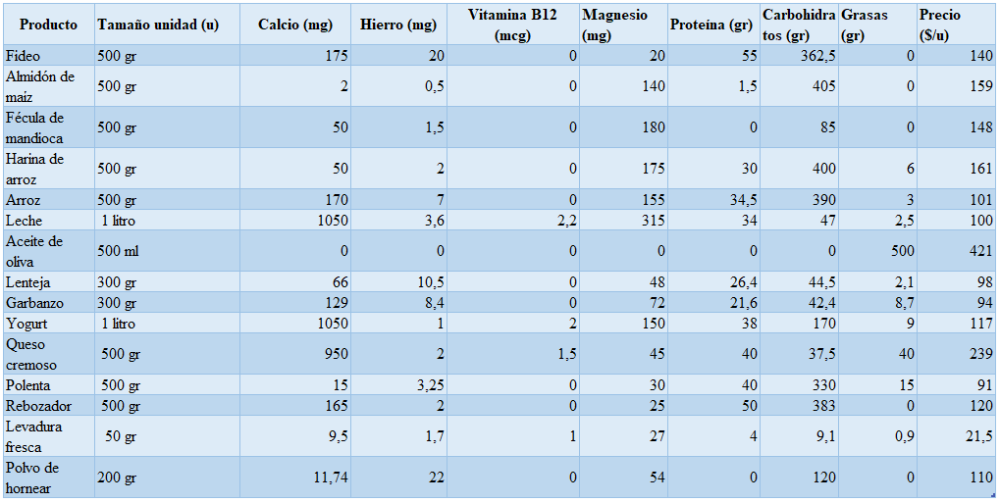 Producto Tamaño unidad (u) Calcio (mg) Hierro (mg) Vitamina B12 (mcg) Magnesio (mg) Proteína (gr) Carbohidra tos (gr) Grasas (gr) Precio ($/u)
Fideo 500 gr 175 20 0 20 55 362,5 0 140
Almidón de maíz 500 gr 2 0,5 0 140 1,5 405 0 159
Fécula de mandioca 500 gr 50 1,5 0 180 0 85 0 148
Harina de arroz 500 gr 50 2 0 175 30 400 6 161
Arroz 500 gr 170 7 0 155 34,5 390 3 101
Leche 1 litro 1050 3,6 2,2 315 34 47 2,5 100
Aceite de oliva 500 ml 0 0 0 0 0 0 500 421
Lenteja 300 gr 66 10,5 0 48 26,4 44,5 2,1 98
Garbanzo 300 gr 129 8,4 0 72 21,6 42,4 8,7 94
Yogurt 1 litro 1050 1 2 150 38 170 9 117
Queso cremoso 500 gr 950 2 1,5 45 40 37,5 40 239
Polenta 500 gr 15 3,25 0 30 40 330 15 91
Rebozador 500 gr 165 2 0 25 50 383 0 120
Levadura fresca 50 gr 9,5 1,7 1 27 4 9,1 0,9 21,5
Polvo de hornear 200 gr 11,74 22 0 54 0 120 0 110